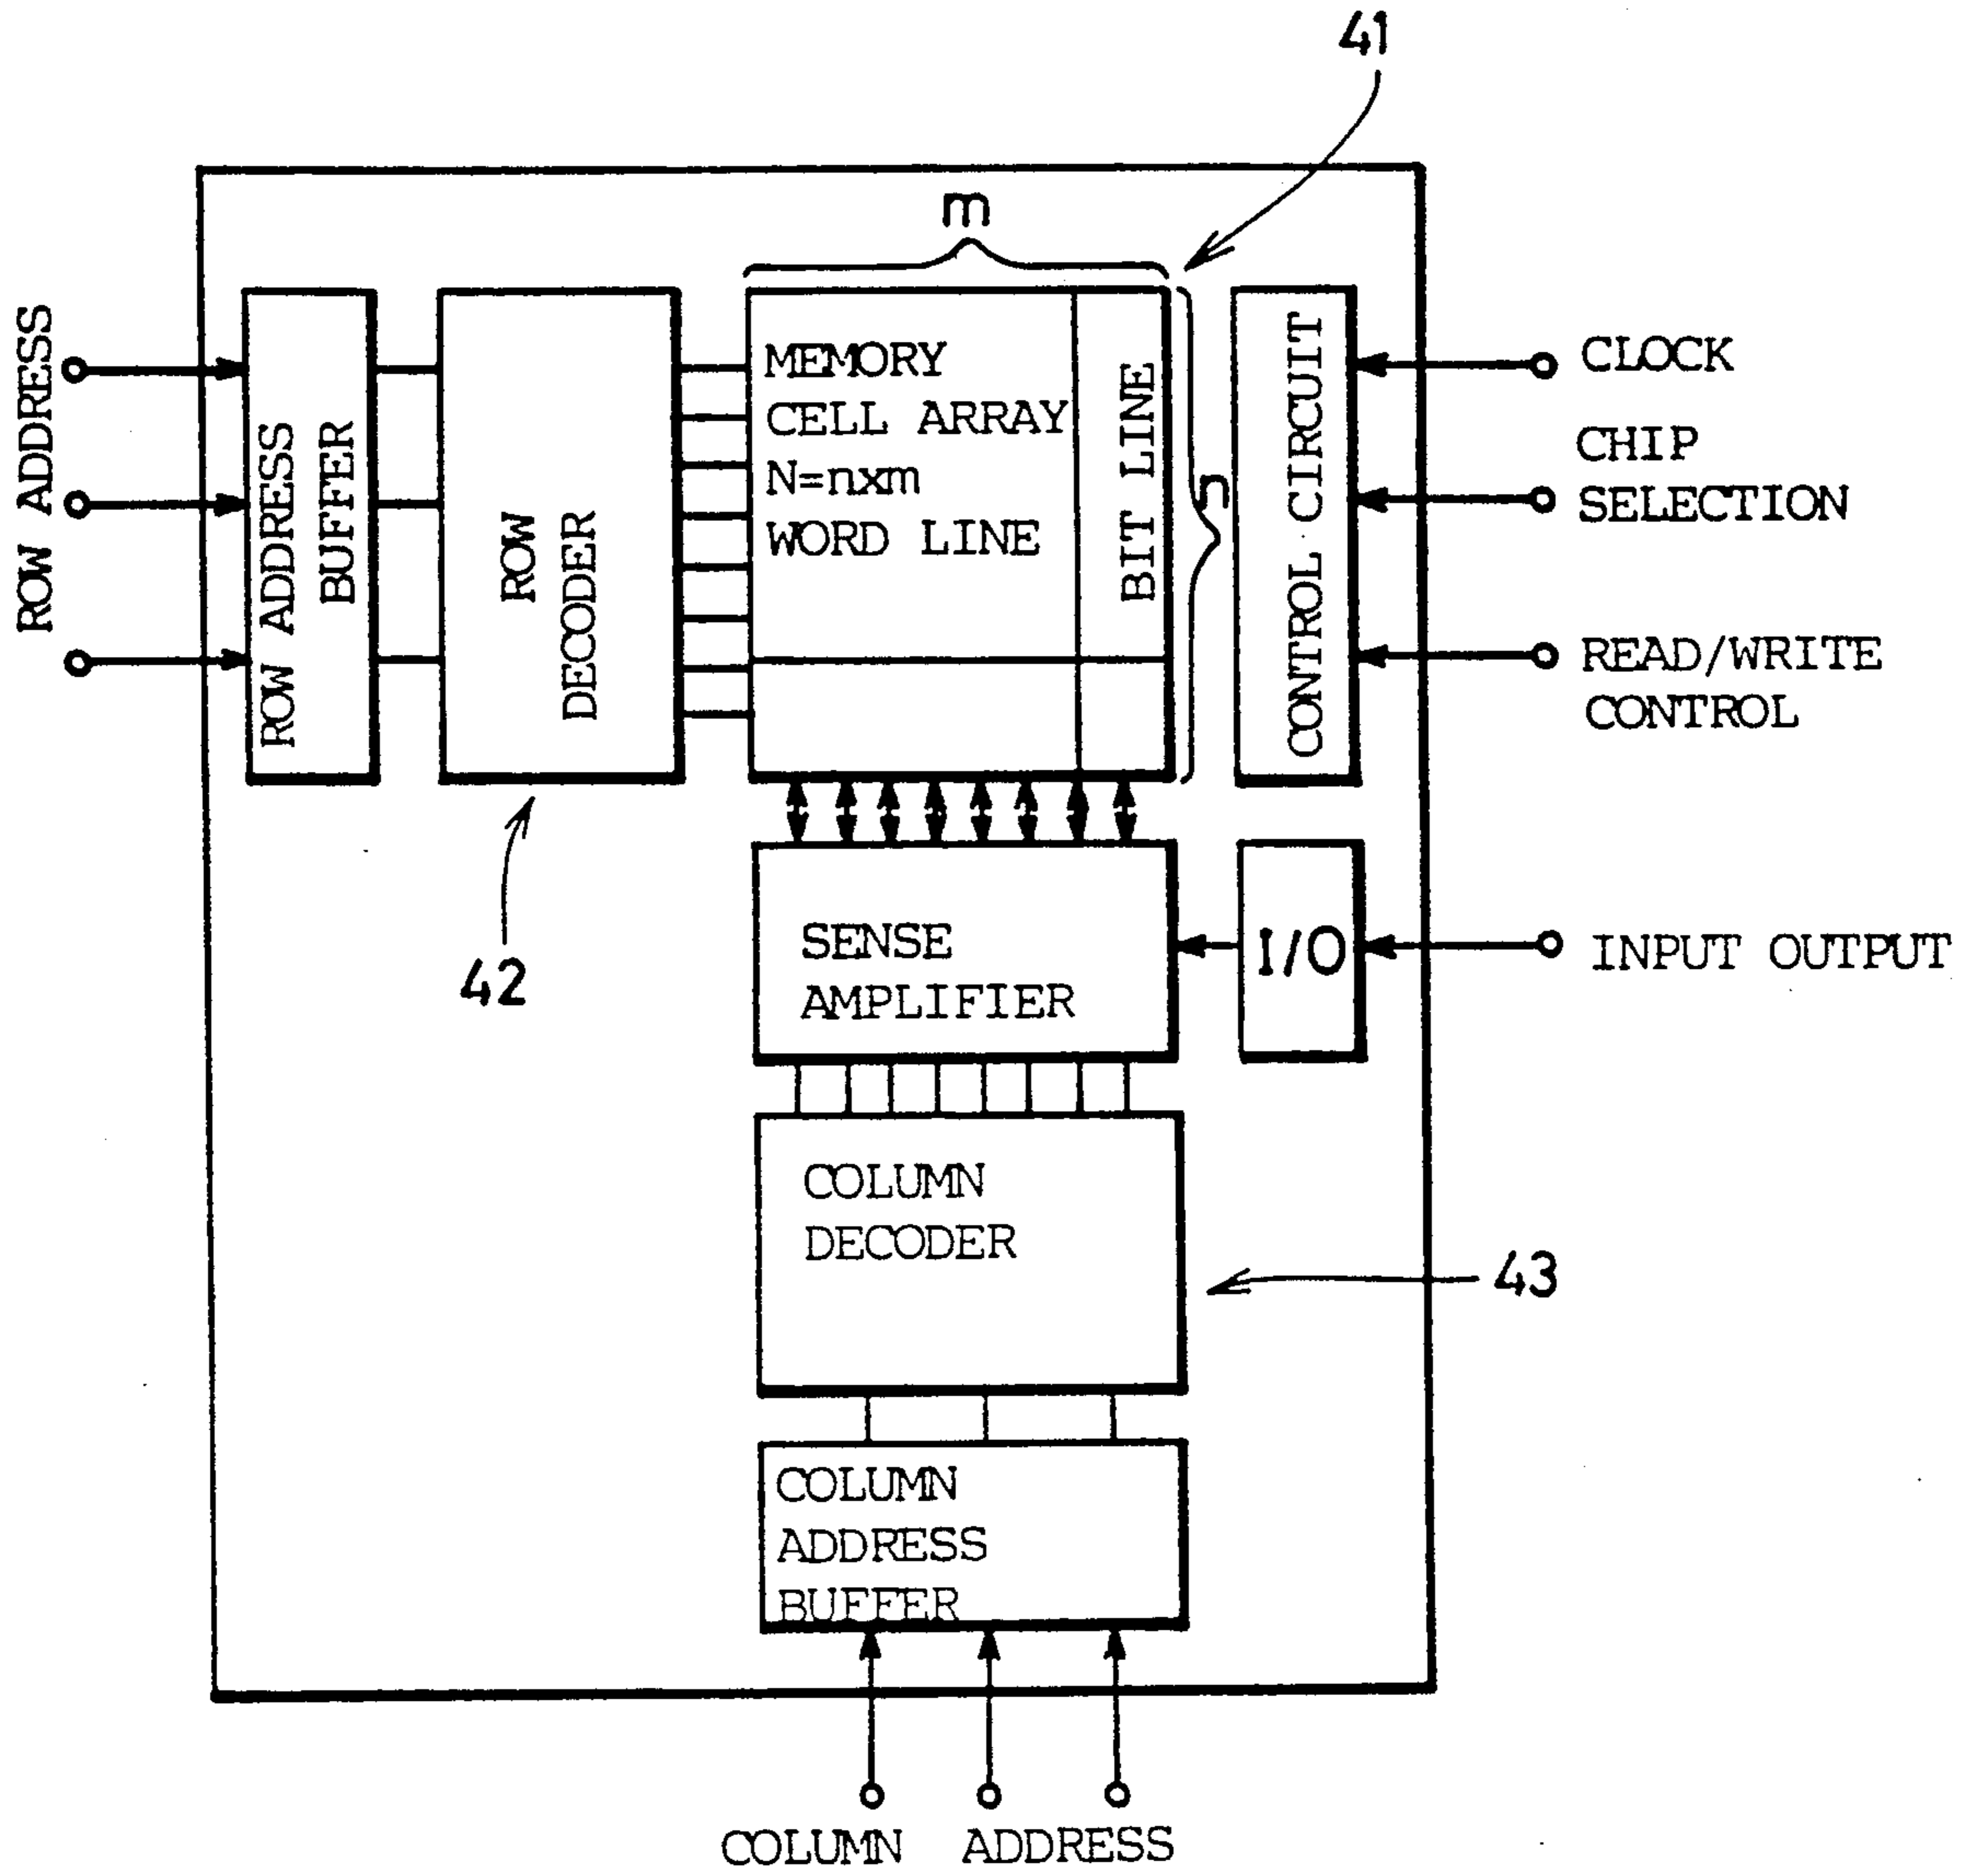 41
m
ROW ADDRESS
ROW ADDRESS
BUFFER
ROW
DECODER
MEMORY
CELL ARRAY
N=nxm
WORD LINE
BIT LINE
n
CONTROL CIRCUIT
CLOCK
CHIP
SELECTION
READ/WRITE
CONTROL
42
SENSE
AMPLIFIER
I/O
INPUT OUTPUT
COLUMN
DECODER
43
COLUMN
ADDRESS
BUFFER
COLUMN ADDRESS